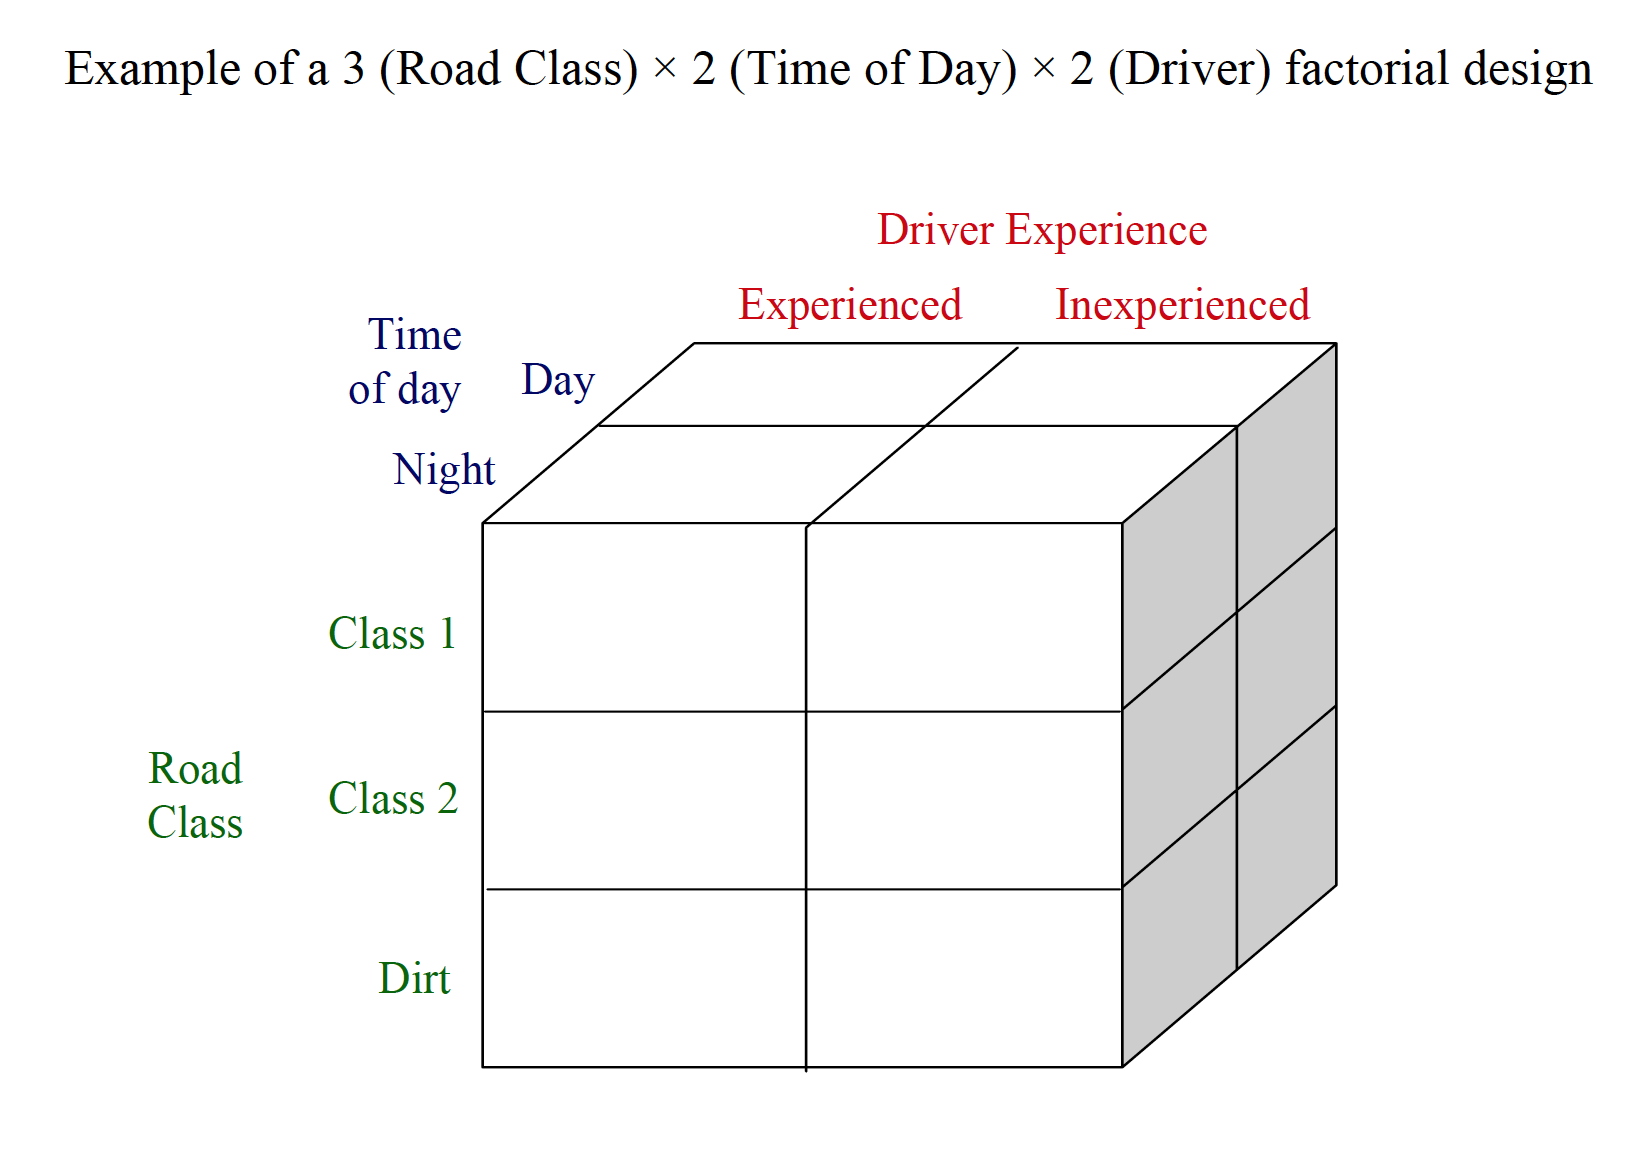 Example of a 3 (Road Class) × 2 (Time of Day) × 2 (Driver) factorial design
Driver Experience
Experienced Inexperienced
Time
of day
Day
Night
Class 1
Road
Class
Class 2
Dirt